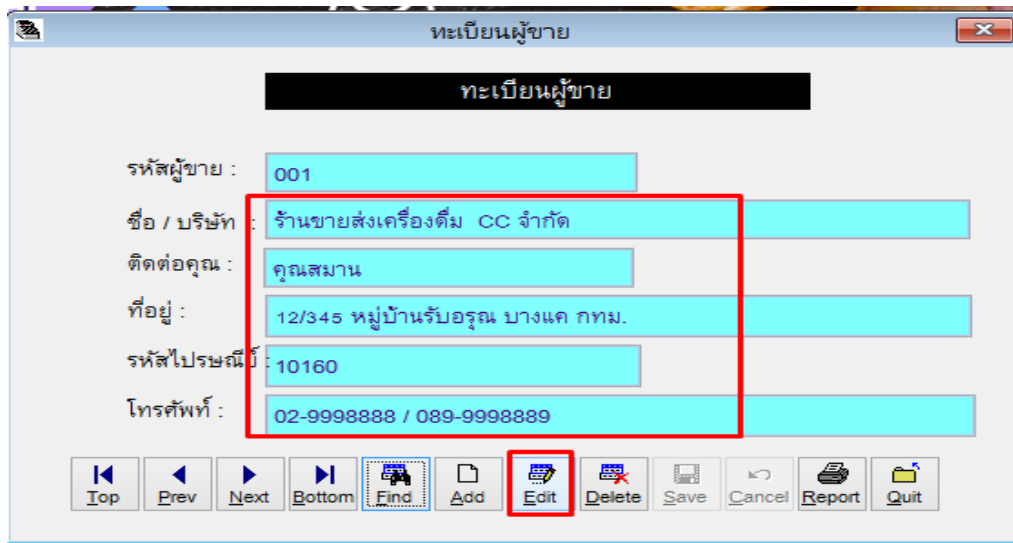 ทะเบียนผู้ขาย
ทะเบียนผู้ขาย
รหัสผู้ขาย : 001
ชื่อ / บริษัท : ร้านขายส่งเครื่องดื่ม CC จำกัด
ติดต่อคุณ : คุณสมาน
ที่อยู่ : 12/345 หมู่บ้านรับอรุณ บางแค กทม.
รหัสไปรษณีย์ : 10160
โทรศัพท์ : 02-9998888 / 089-9998889
Top Prev Next Bottom Find Add Edit Delete Save Cancel Report Quit